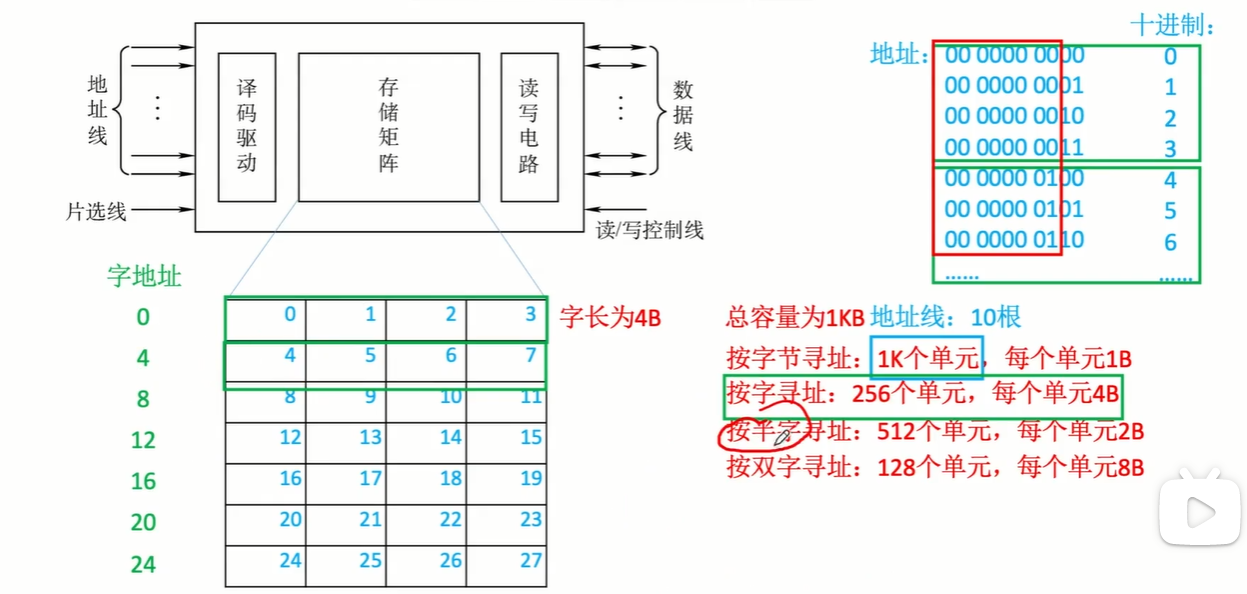 地址线
译码驱动
存储矩阵
读写电路
数据线
片选线
读/写控制线
十进制:
地址:
00 0000 0000 0
00 0000 0001 1
00 0000 0010 2
00 0000 0011 3
00 0000 0100 4
00 0000 0101 5
00 0000 0110 6
...... ......
字地址
0 0 1 2 3 字长为4B
4 4 5 6 7
8 8 9 10 11
12 12 13 14 15
16 16 17 18 19
20 20 21 22 23
24 24 25 26 27
总容量为1KB 地址线:10根
按字节寻址:1K个单元,每个单元1B
按字寻址:256个单元,每个单元4B
按半字寻址:512个单元,每个单元2B
按双字寻址:128个单元,每个单元8B